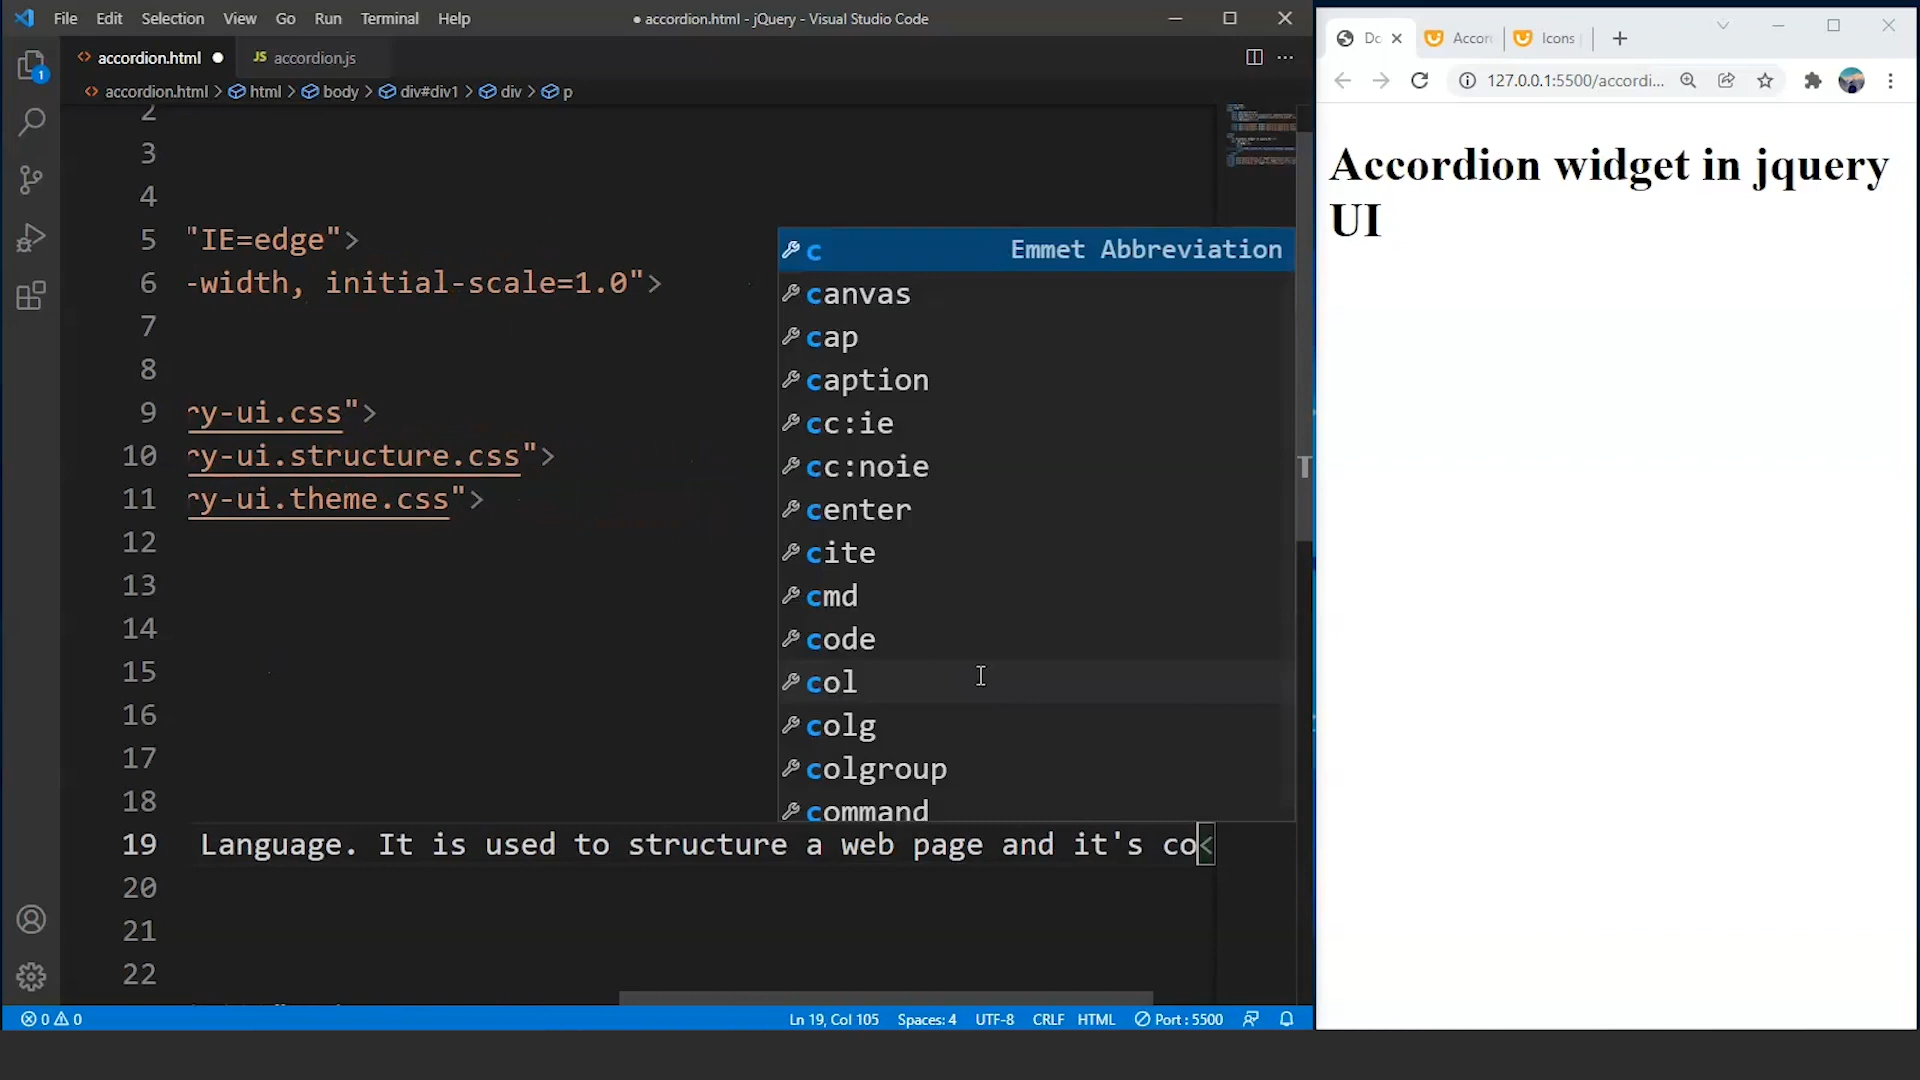 File Edit Selection View Go Run Terminal Help
● accordion.html - jQuery - Visual Studio Code
accordion.html
JS accordion.js
accordion.html > html > body > div#div1 > div > p
2
3
4
5 "IE=edge">
6 -width, initial-scale=1.0">
7
8
9 ry-ui.css">
10 ry-ui.structure.css">
11 ry-ui.theme.css">
12
13
14
15
16
17
18
19 Language. It is used to structure a web page and it's co<
20
21
22
c Emmet Abbreviation
canvas
cap
caption
cc:ie
cc:noie
center
cite
cmd
code
col
colg
colgroup
command
1
0 0
Ln 19, Col 105 Spaces: 4 UTF-8 CRLF HTML Port : 5500
Do Accor Icons
127.0.0.1:5500/accordi...
Accordion widget in jquery
UI